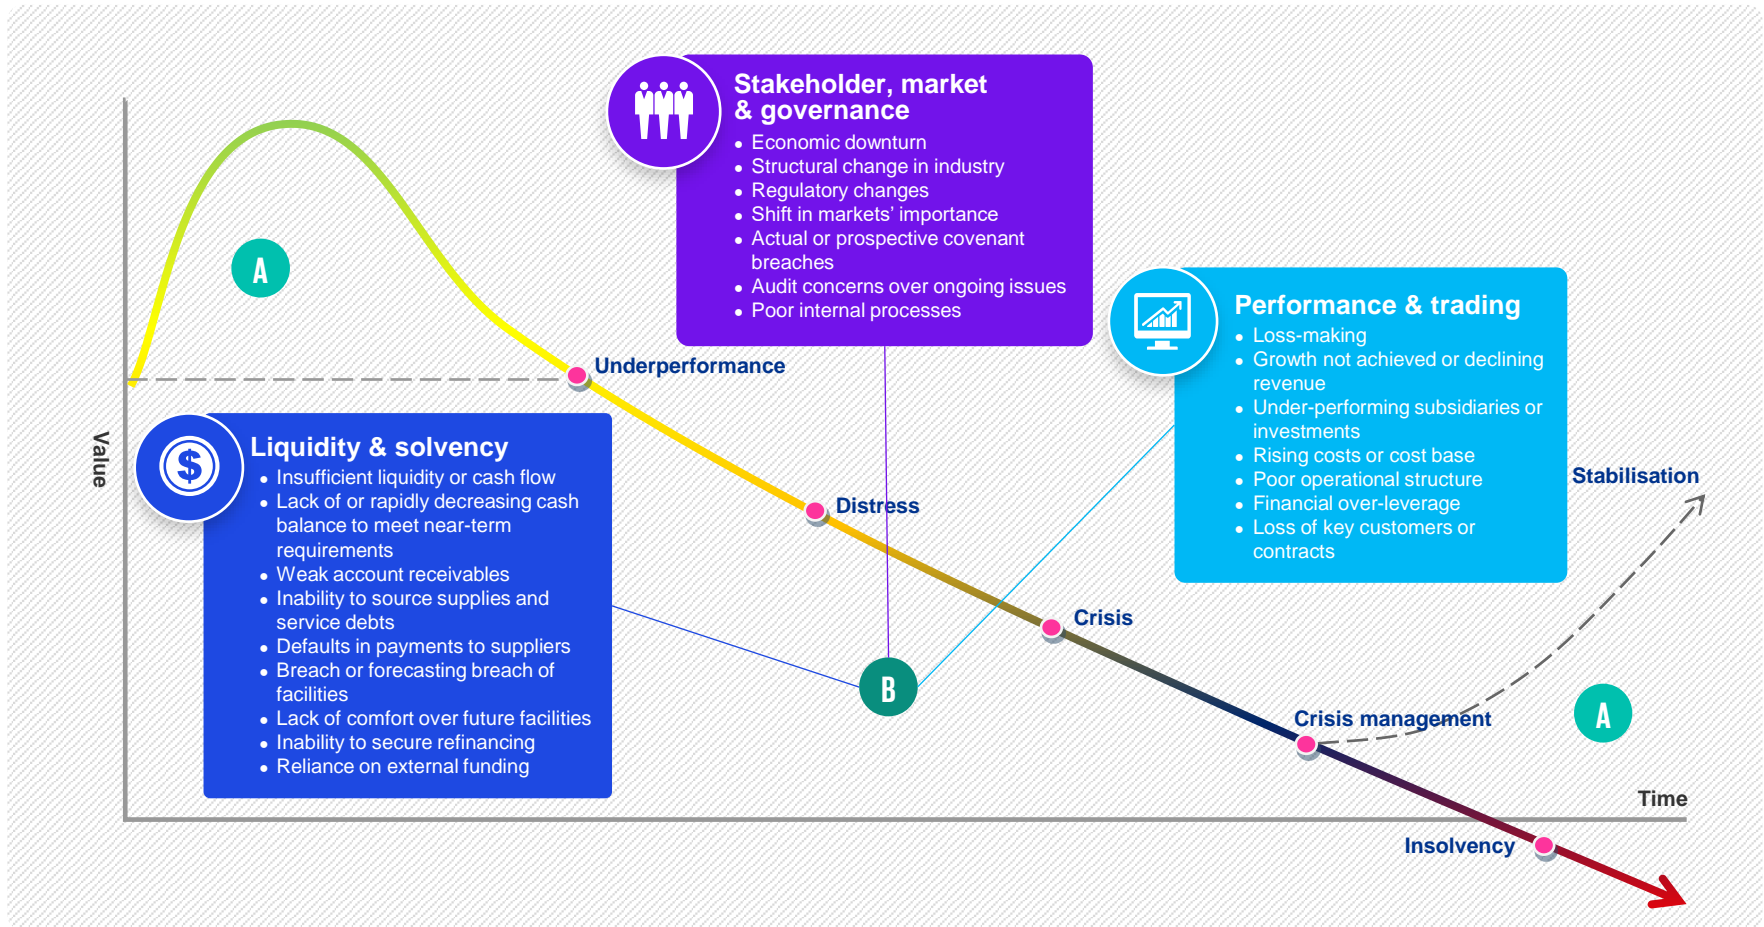 Stakeholder, market
& governance
• Economic downturn
• Structural change in industry
• Regulatory changes
• Shift in markets’ importance
• Actual or prospective covenant
breaches
• Audit concerns over ongoing issues
• Poor internal processes
A
Performance & trading
• Loss-making
• Growth not achieved or declining
revenue
• Under-performing subsidiaries or
investments
• Rising costs or cost base
• Poor operational structure
• Financial over-leverage
• Loss of key customers or
contracts
Underperformance
Value
$
Liquidity & solvency
• Insufficient liquidity or cash flow
• Lack of or rapidly decreasing cash
balance to meet near-term
requirements
• Weak account receivables
• Inability to source supplies and
service debts
• Defaults in payments to suppliers
• Breach or forecasting breach of
facilities
• Lack of comfort over future facilities
• Inability to secure refinancing
• Reliance on external funding
Distress
Stabilisation
Crisis
B
Crisis management
A
Time
Insolvency